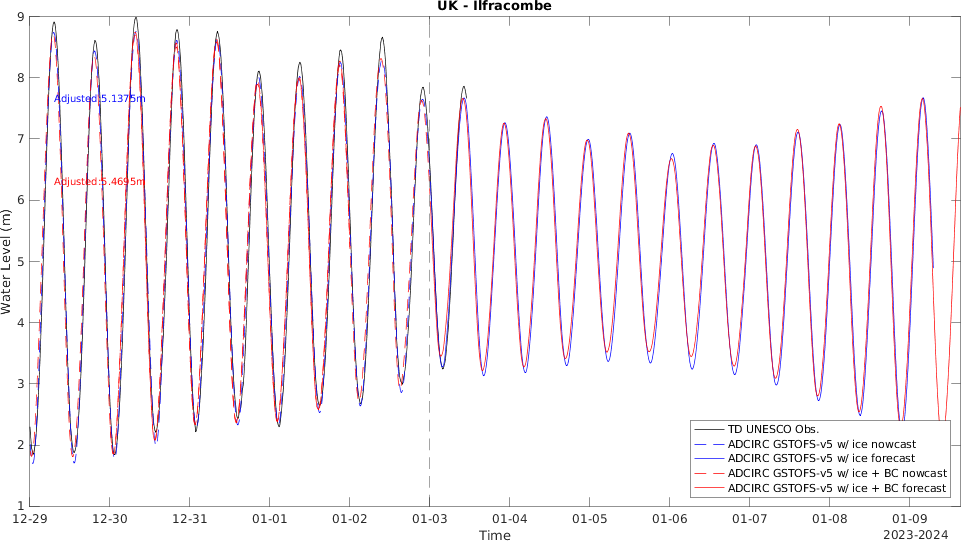 UK - Ilfracombe
9
8
7
6
5
4
3
2
1
Water Level (m)
Adjusted:5.1375m
Adjusted:5.4695m
TD UNESCO Obs.
ADCIRC GSTOFS-v5 w/ ice nowcast
ADCIRC GSTOFS-v5 w/ ice forecast
ADCIRC GSTOFS-v5 w/ ice + BC nowcast
ADCIRC GSTOFS-v5 w/ ice + BC forecast
12-29 12-30 12-31 01-01 01-02 01-03 01-04 01-05 01-06 01-07 01-08 01-09
Time
2023-2024